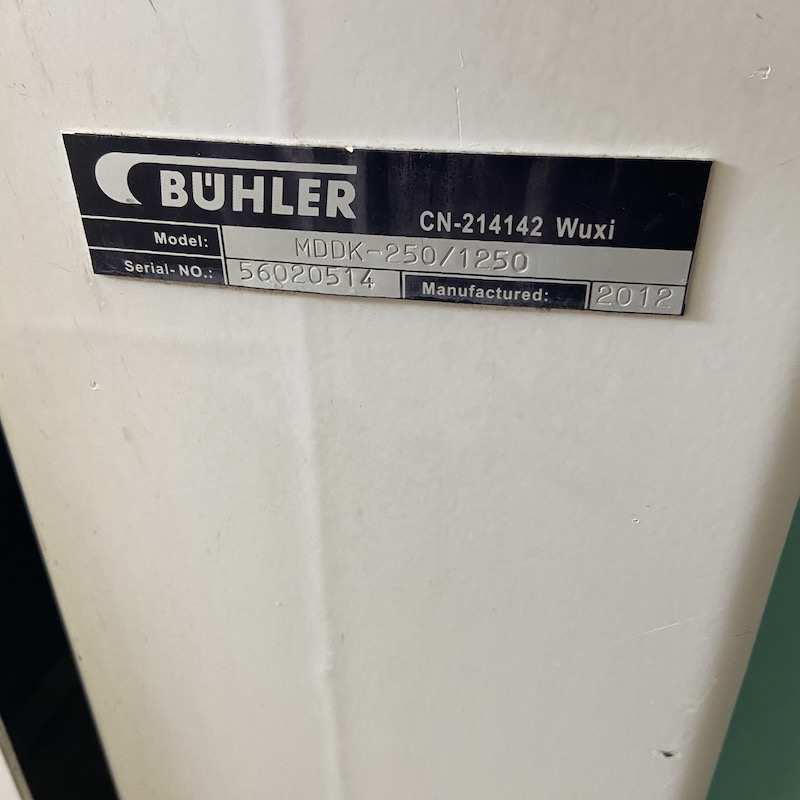 BÜHLER
CN-214142 Wuxi
Model: MDDK-250/1250
Serial-NO.: 56020514 Manufactured: 2012